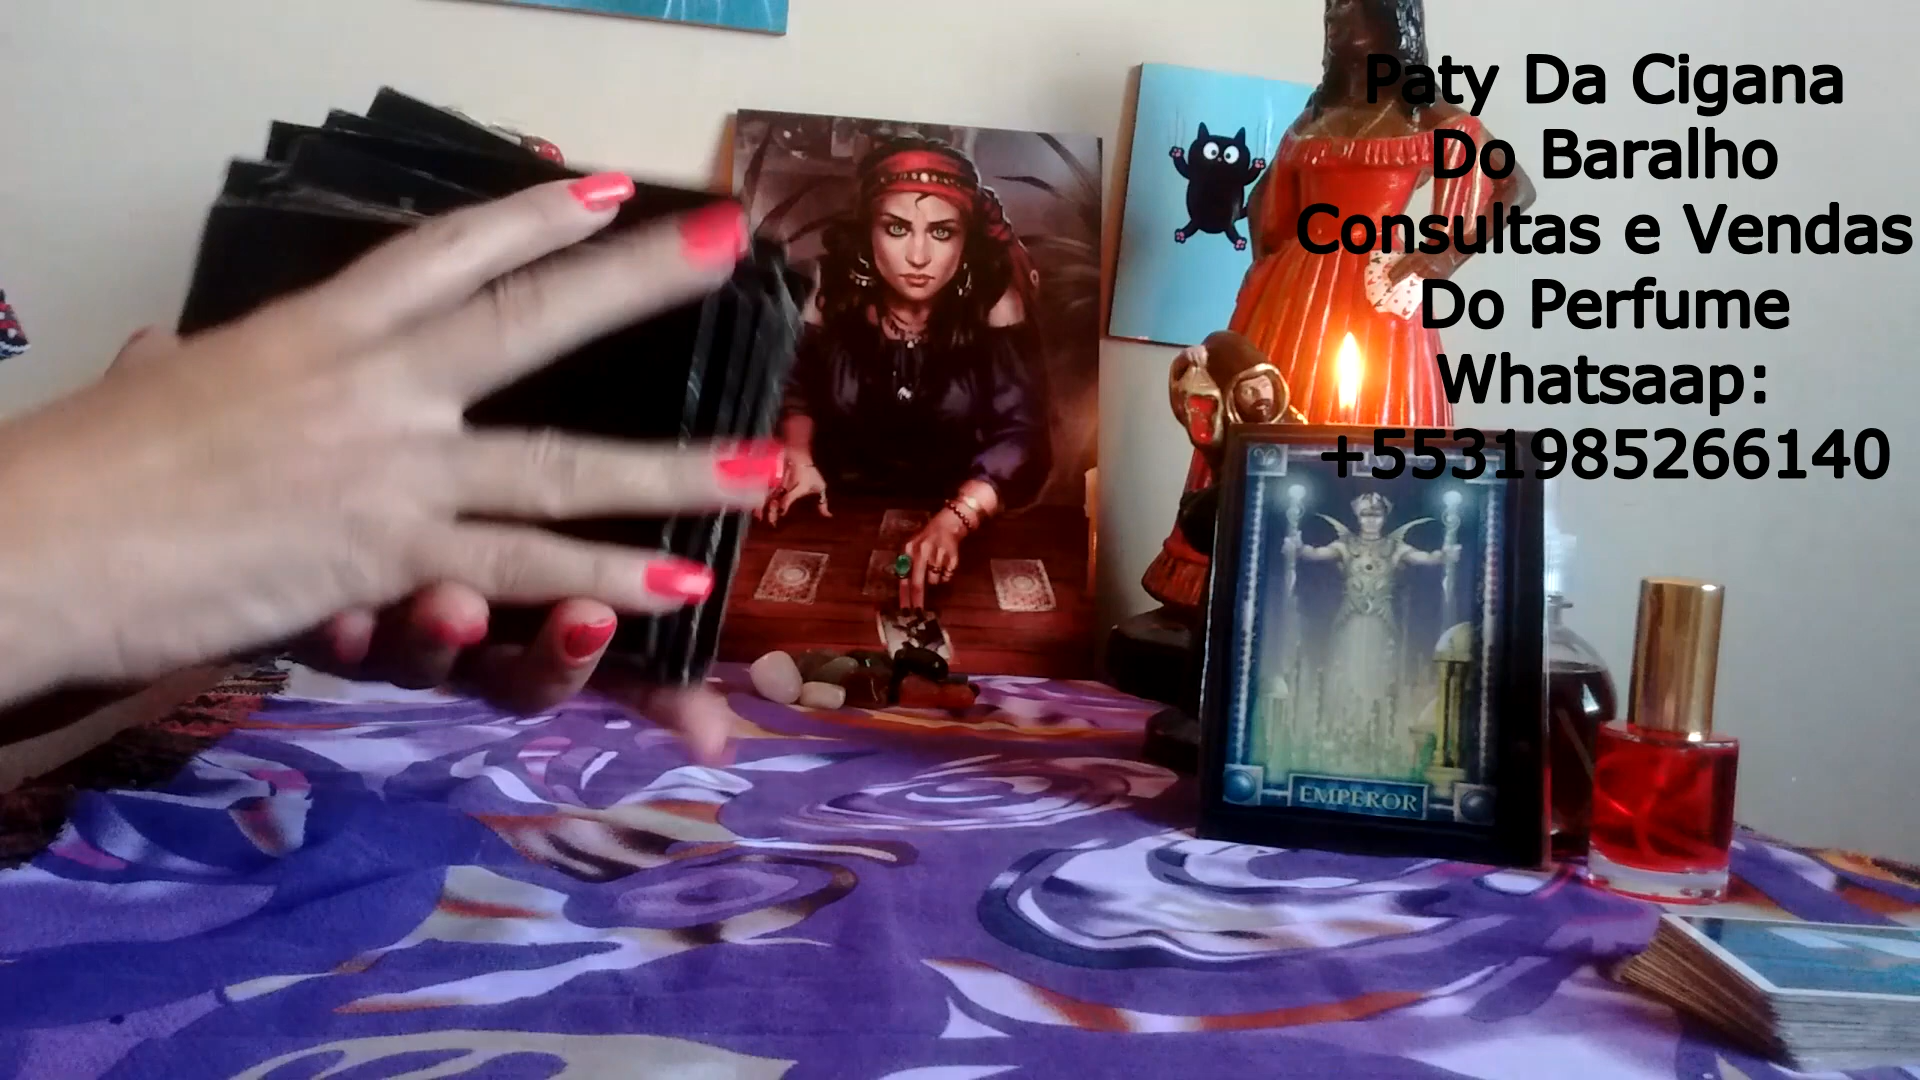 Paty Da Cigana
Do Baralho
Consultas e Vendas
Do Perfume
Whatsaap:
+5531985266140
EMPEROR